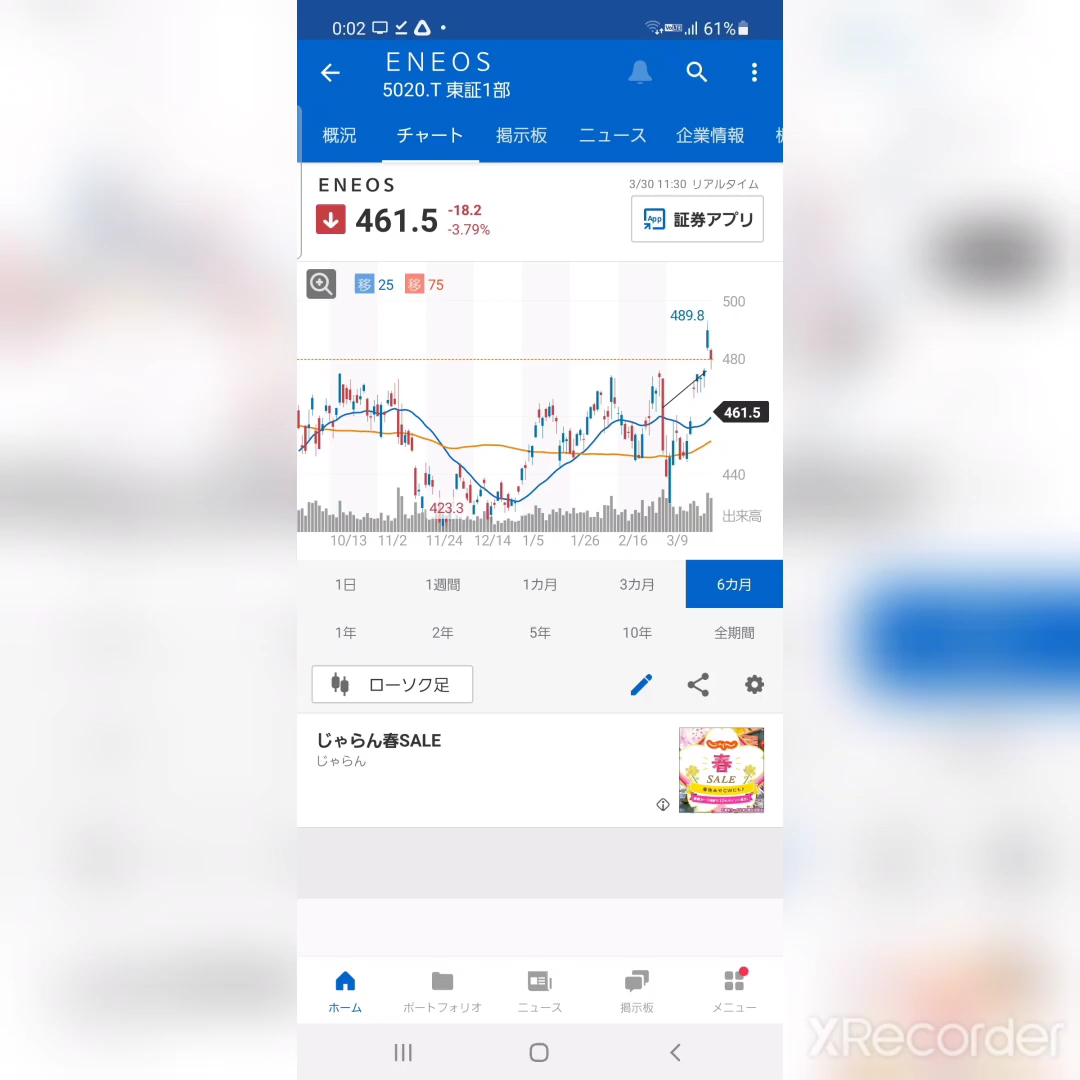 0:02
61%
ENEOS
5020.T 東証1部
概況 チャート 掲示板 ニュース 企業情報
ENEOS
3/30 11:30 リアルタイム
461.5
-18.2
-3.79%
App 証券アプリ
移 25 移 75
500
489.8
480
461.5
440
423.3
出来高
10/13 11/2 11/24 12/14 1/5 1/26 2/16 3/9
1日 1週間 1カ月 3カ月 6カ月
1年 2年 5年 10年 全期間
ローソク足
じゃらん春SALE
じゃらん
春
SALE
ホーム ポートフォリオ ニュース 掲示板 メニュー
XRecorder